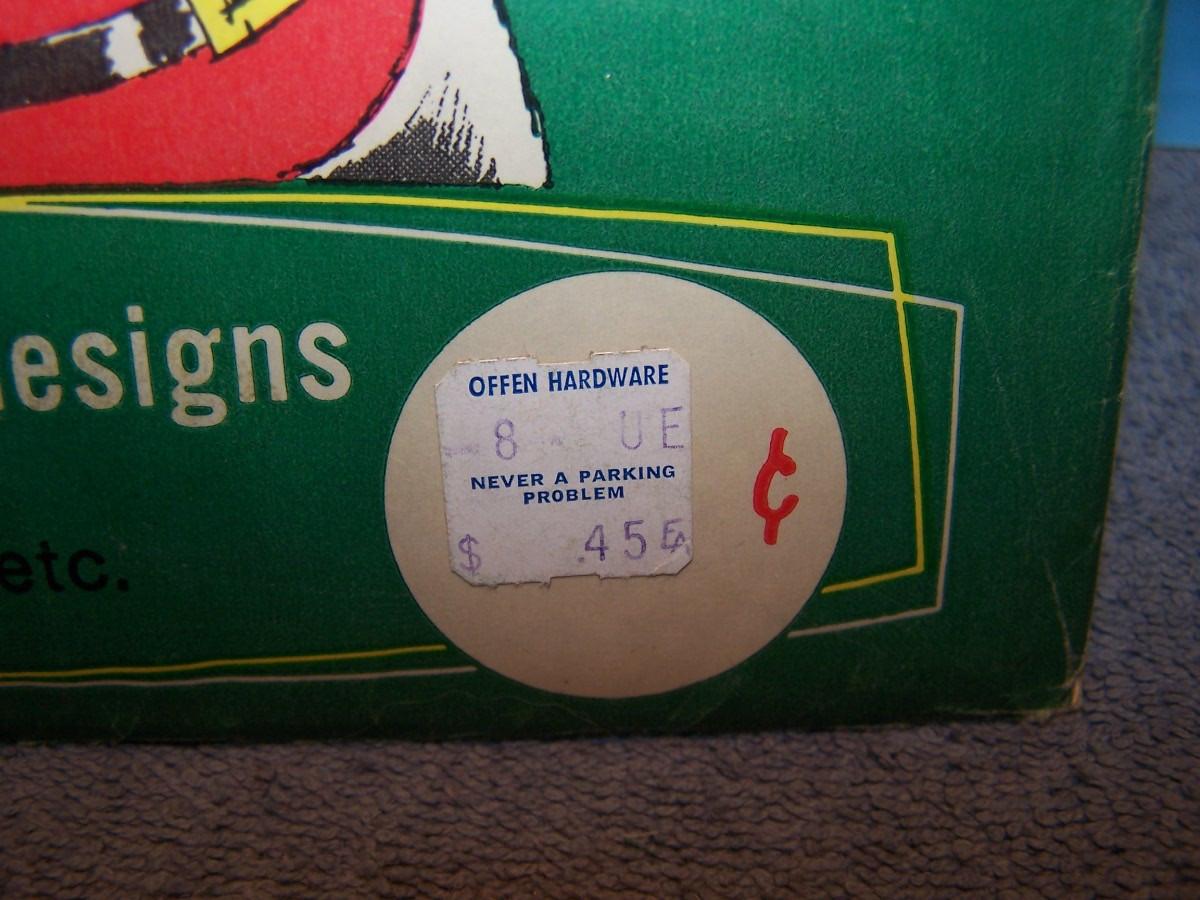 esigns
OFFEN HARDWARE
8 UE
NEVER A PARKING
PROBLEM
¢
etc.
$ .45